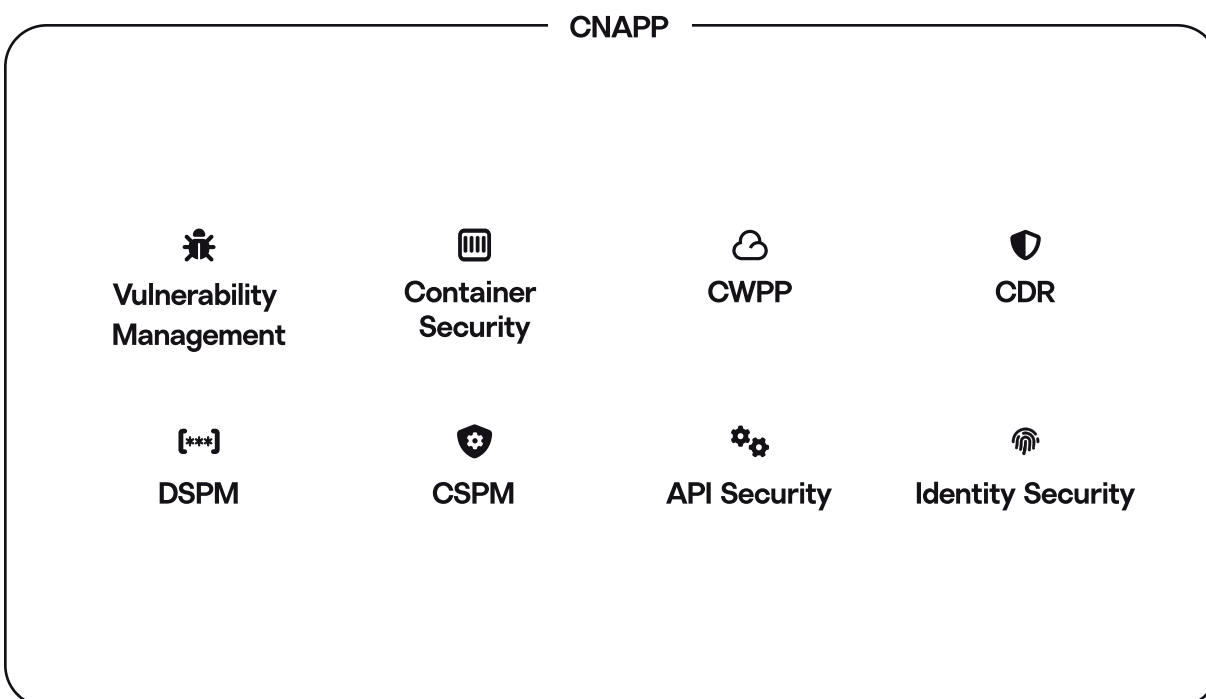 CNAPP
Vulnerability
Management
Container
Security
CWPP
CDR
[***]
DSPM
CSPM
API Security
Identity Security